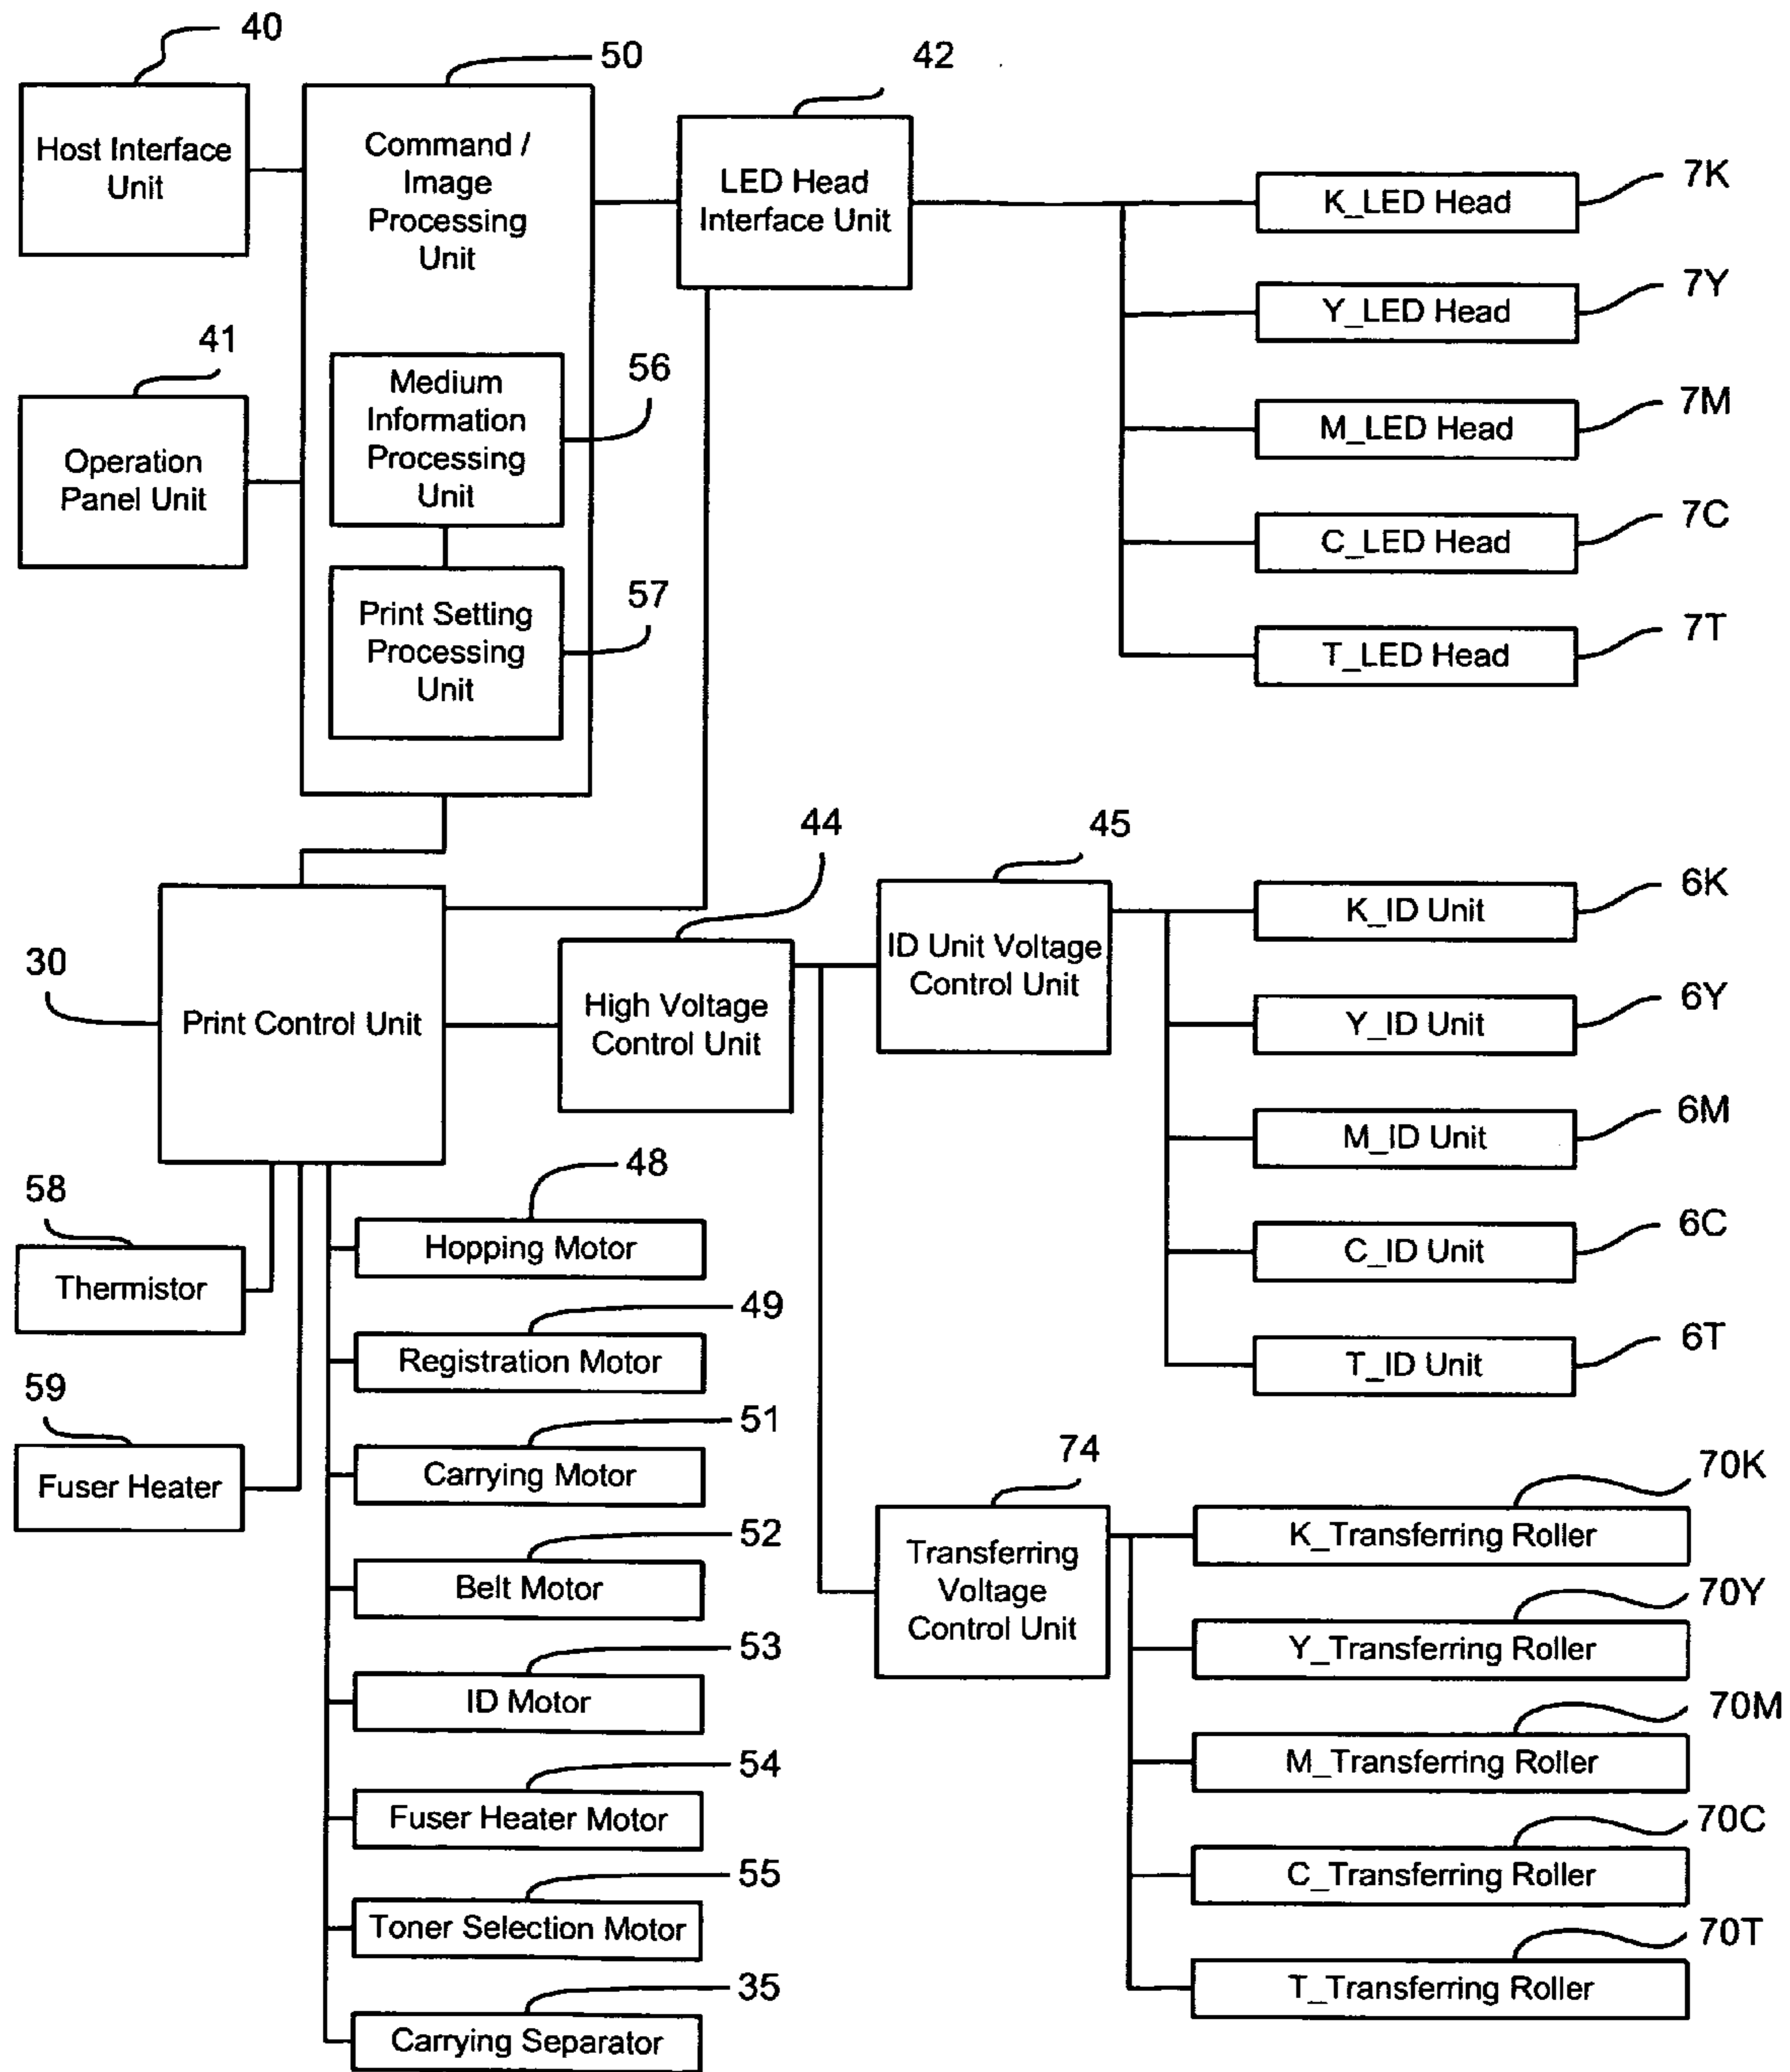 40
50
42
Host Interface
Unit
Command /
Image
Processing
Unit
LED Head
Interface Unit
K_LED Head
7K
Y_LED Head
7Y
41
Operation
Panel Unit
Medium
Information
Processing
Unit
56
M_LED Head
7M
C_LED Head
7C
Print Setting
Processing
Unit
57
T_LED Head
7T
44
45
30
Print Control Unit
High Voltage
Control Unit
ID Unit Voltage
Control Unit
K_ID Unit
6K
Y_ID Unit
6Y
M_ID Unit
6M
C_ID Unit
6C
T_ID Unit
6T
58
Thermistor
59
Fuser Heater
48
Hopping Motor
49
Registration Motor
51
Carrying Motor
52
Belt Motor
53
ID Motor
54
Fuser Heater Motor
55
Toner Selection Motor
35
Carrying Separator
74
Transferring
Voltage
Control Unit
70K
K_Transferring Roller
70Y
Y_Transferring Roller
70M
M_Transferring Roller
70C
C_Transferring Roller
70T
T_Transferring Roller